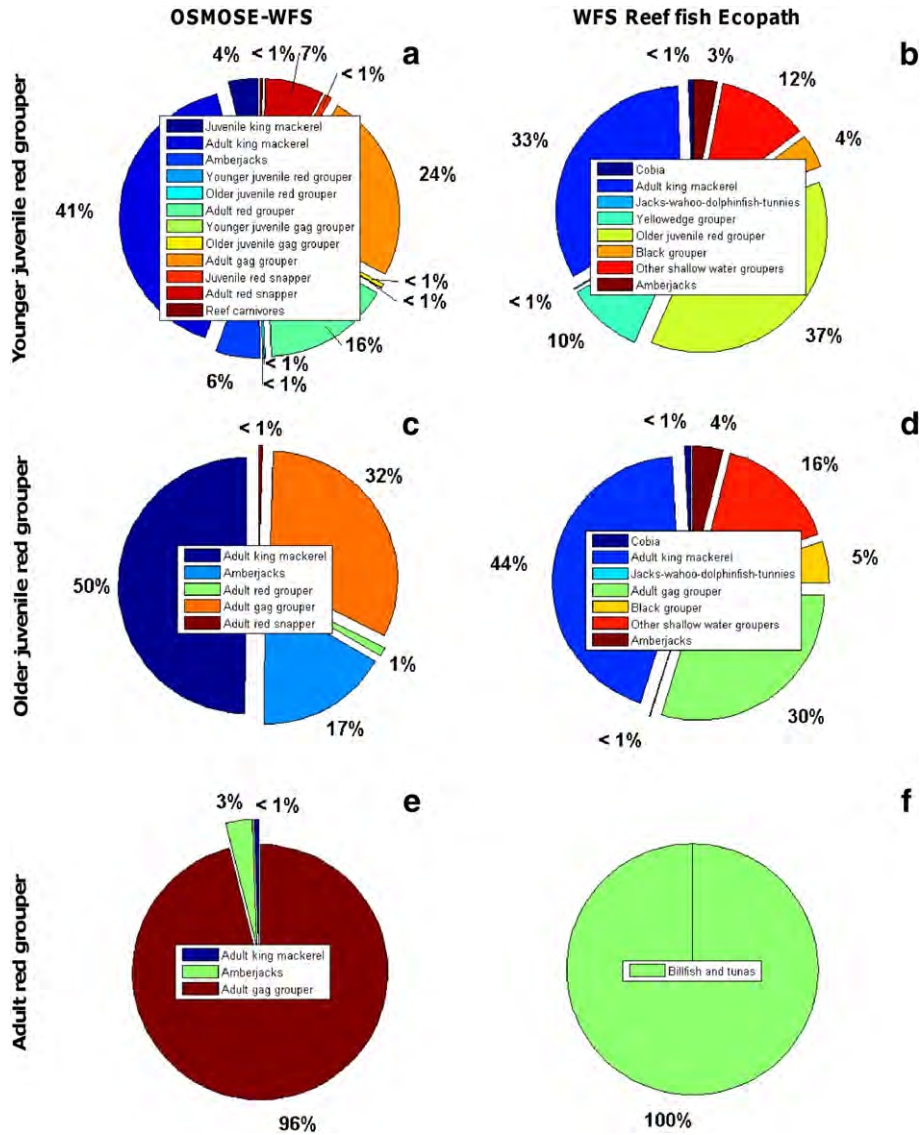 OSMOSE-WFS
WFS Reef fish Ecopath
Younger juvenile red grouper
a
4%
< 1%
7%
< 1%
24%
< 1%
< 1%
16%
< 1%
< 1%
6%
41%
Juvenile king mackerel
Adult king mackerel
Amberjacks
Younger juvenile red grouper
Older juvenile red grouper
Adult red grouper
Younger juvenile gag grouper
Older juvenile gag grouper
Adult gag grouper
Juvenile red snapper
Adult red snapper
Reef carnivores
b
< 1%
3%
12%
4%
37%
10%
< 1%
33%
Cobia
Adult king mackerel
Jacks-wahoo-dolphinfish-tunnies
Yellowedge grouper
Older juvenile red grouper
Black grouper
Other shallow water groupers
Amberjacks
Older juvenile red grouper
c
< 1%
32%
1%
17%
50%
Adult king mackerel
Amberjacks
Adult red grouper
Adult gag grouper
Adult red snapper
d
< 1%
4%
16%
5%
30%
< 1%
44%
Cobia
Adult king mackerel
Jacks-wahoo-dolphinfish-tunnies
Adult gag grouper
Black grouper
Other shallow water groupers
Amberjacks
Adult red grouper
e
3%
< 1%
Adult king mackerel
Amberjacks
Adult gag grouper
96%
f
Billfish and tunas
100%